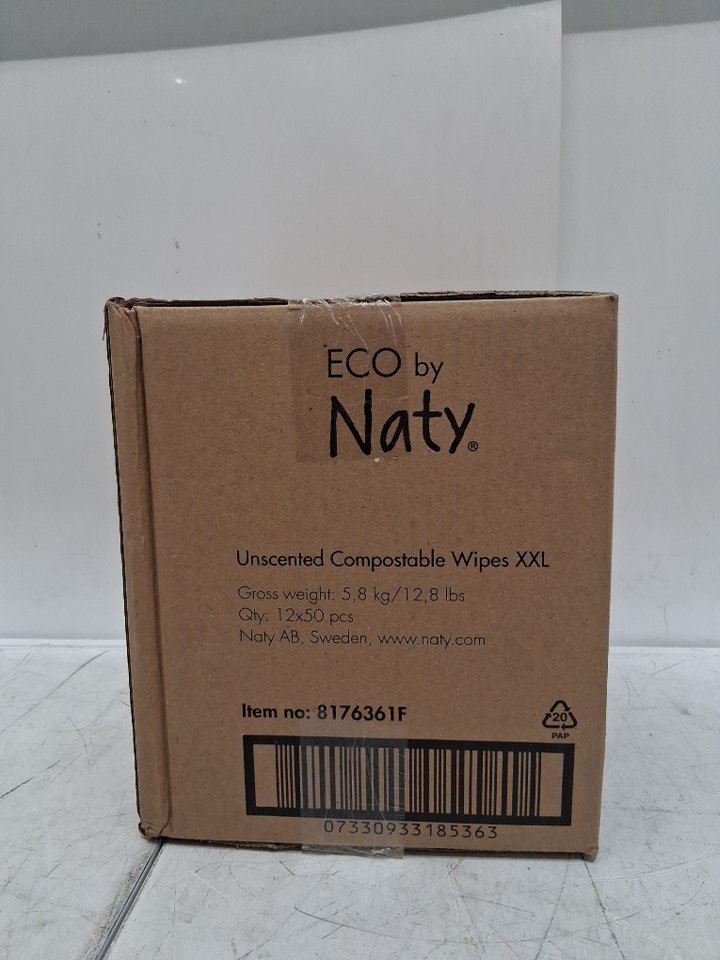 ECO by
Naty®
Unscented Compostable Wipes XXL
Gross weight: 5,8 kg/12,8 lbs
Qty: 12x50 pcs
Naty AB, Sweden, www.naty.com
Item no: 8176361F
20
PAP
07330933185363